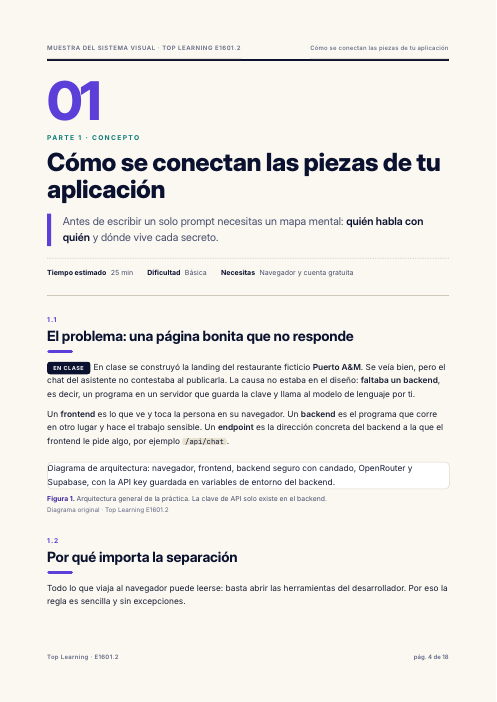 MUESTRA DEL SISTEMA VISUAL · TOP LEARNING E1601.2
Cómo se conectan las piezas de tu aplicación
01
PARTE 1 · CONCEPTO
Cómo se conectan las piezas de tu
aplicación
Antes de escribir un solo prompt necesitas un mapa mental: quién habla con
quién y dónde vive cada secreto.
Tiempo estimado 25 min Dificultad Básica Necesitas Navegador y cuenta gratuita
1.1
El problema: una página bonita que no responde
EN CLASE En clase se construyó la landing del restaurante ficticio Puerto A&M. Se veía bien, pero el
chat del asistente no contestaba al publicarla. La causa no estaba en el diseño: faltaba un backend,
es decir, un programa en un servidor que guarda la clave y llama al modelo de lenguaje por ti.
Un frontend es lo que ve y toca la persona en su navegador. Un backend es el programa que corre
en otro lugar y hace el trabajo sensible. Un endpoint es la dirección concreta del backend a la que el
frontend le pide algo, por ejemplo /api/chat.
Diagrama de arquitectura: navegador, frontend, backend seguro con candado, OpenRouter y
Supabase, con la API key guardada en variables de entorno del backend.
Figura 1. Arquitectura general de la práctica. La clave de API solo existe en el backend.
Diagrama original · Top Learning E1601.2
1.2
Por qué importa la separación
Todo lo que viaja al navegador puede leerse: basta abrir las herramientas del desarrollador. Por eso la
regla es sencilla y sin excepciones.
Top Learning · E1601.2
pág. 4 de 18